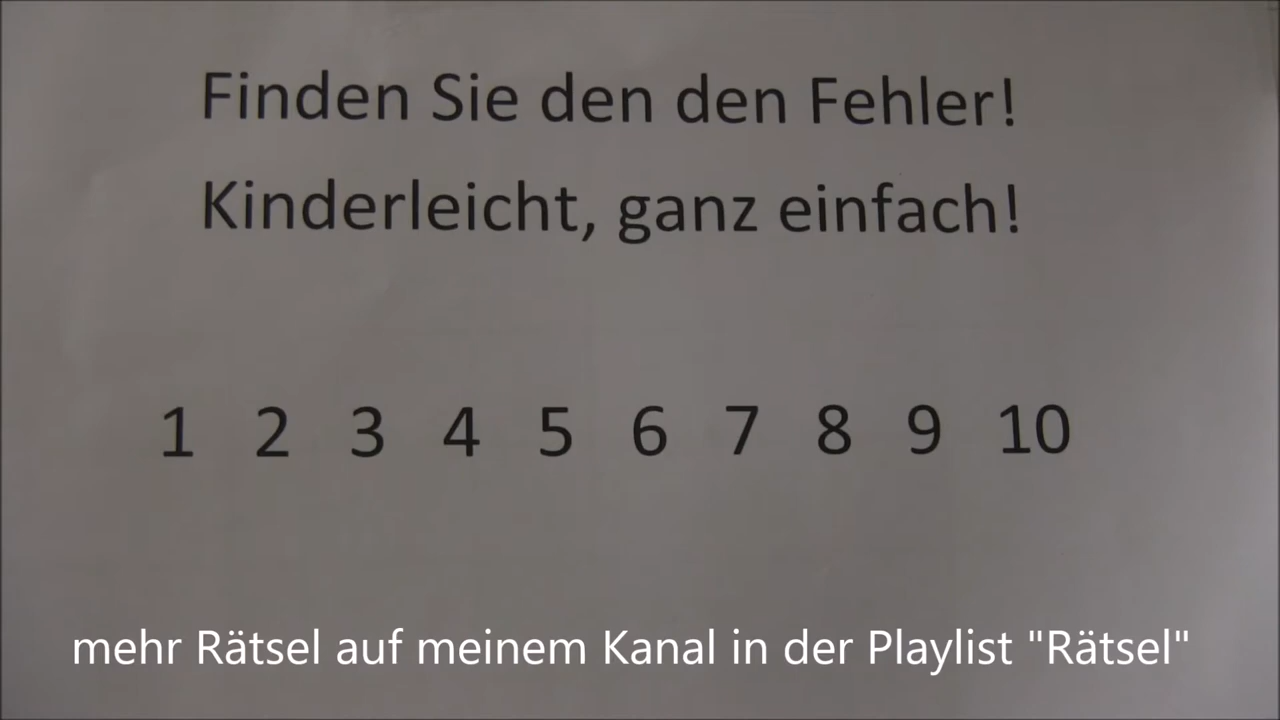 Finden Sie den den Fehler!
Kinderleicht, ganz einfach!
1 2 3 4 5 6 7 8 9 10
mehr Rätsel auf meinem Kanal in der Playlist "Rätsel"